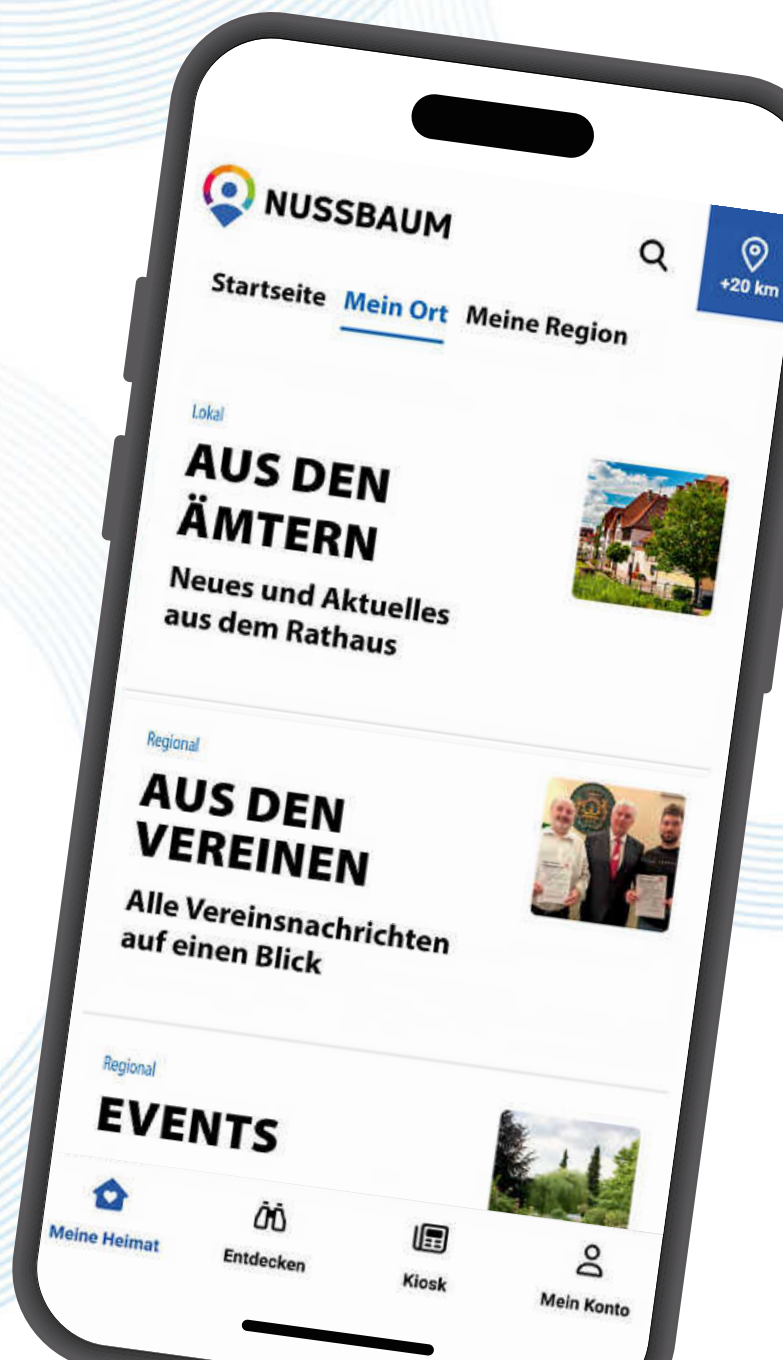 NUSSBAUM
+20 km
Startseite Mein Ort Meine Region
Lokal
AUS DEN
ÄMTERN
Neues und Aktuelles
aus dem Rathaus
Regional
AUS DEN
VEREINEN
Alle Vereinsnachrichten
auf einen Blick
Regional
EVENTS
Meine Heimat
Entdecken
Kiosk
Mein Konto